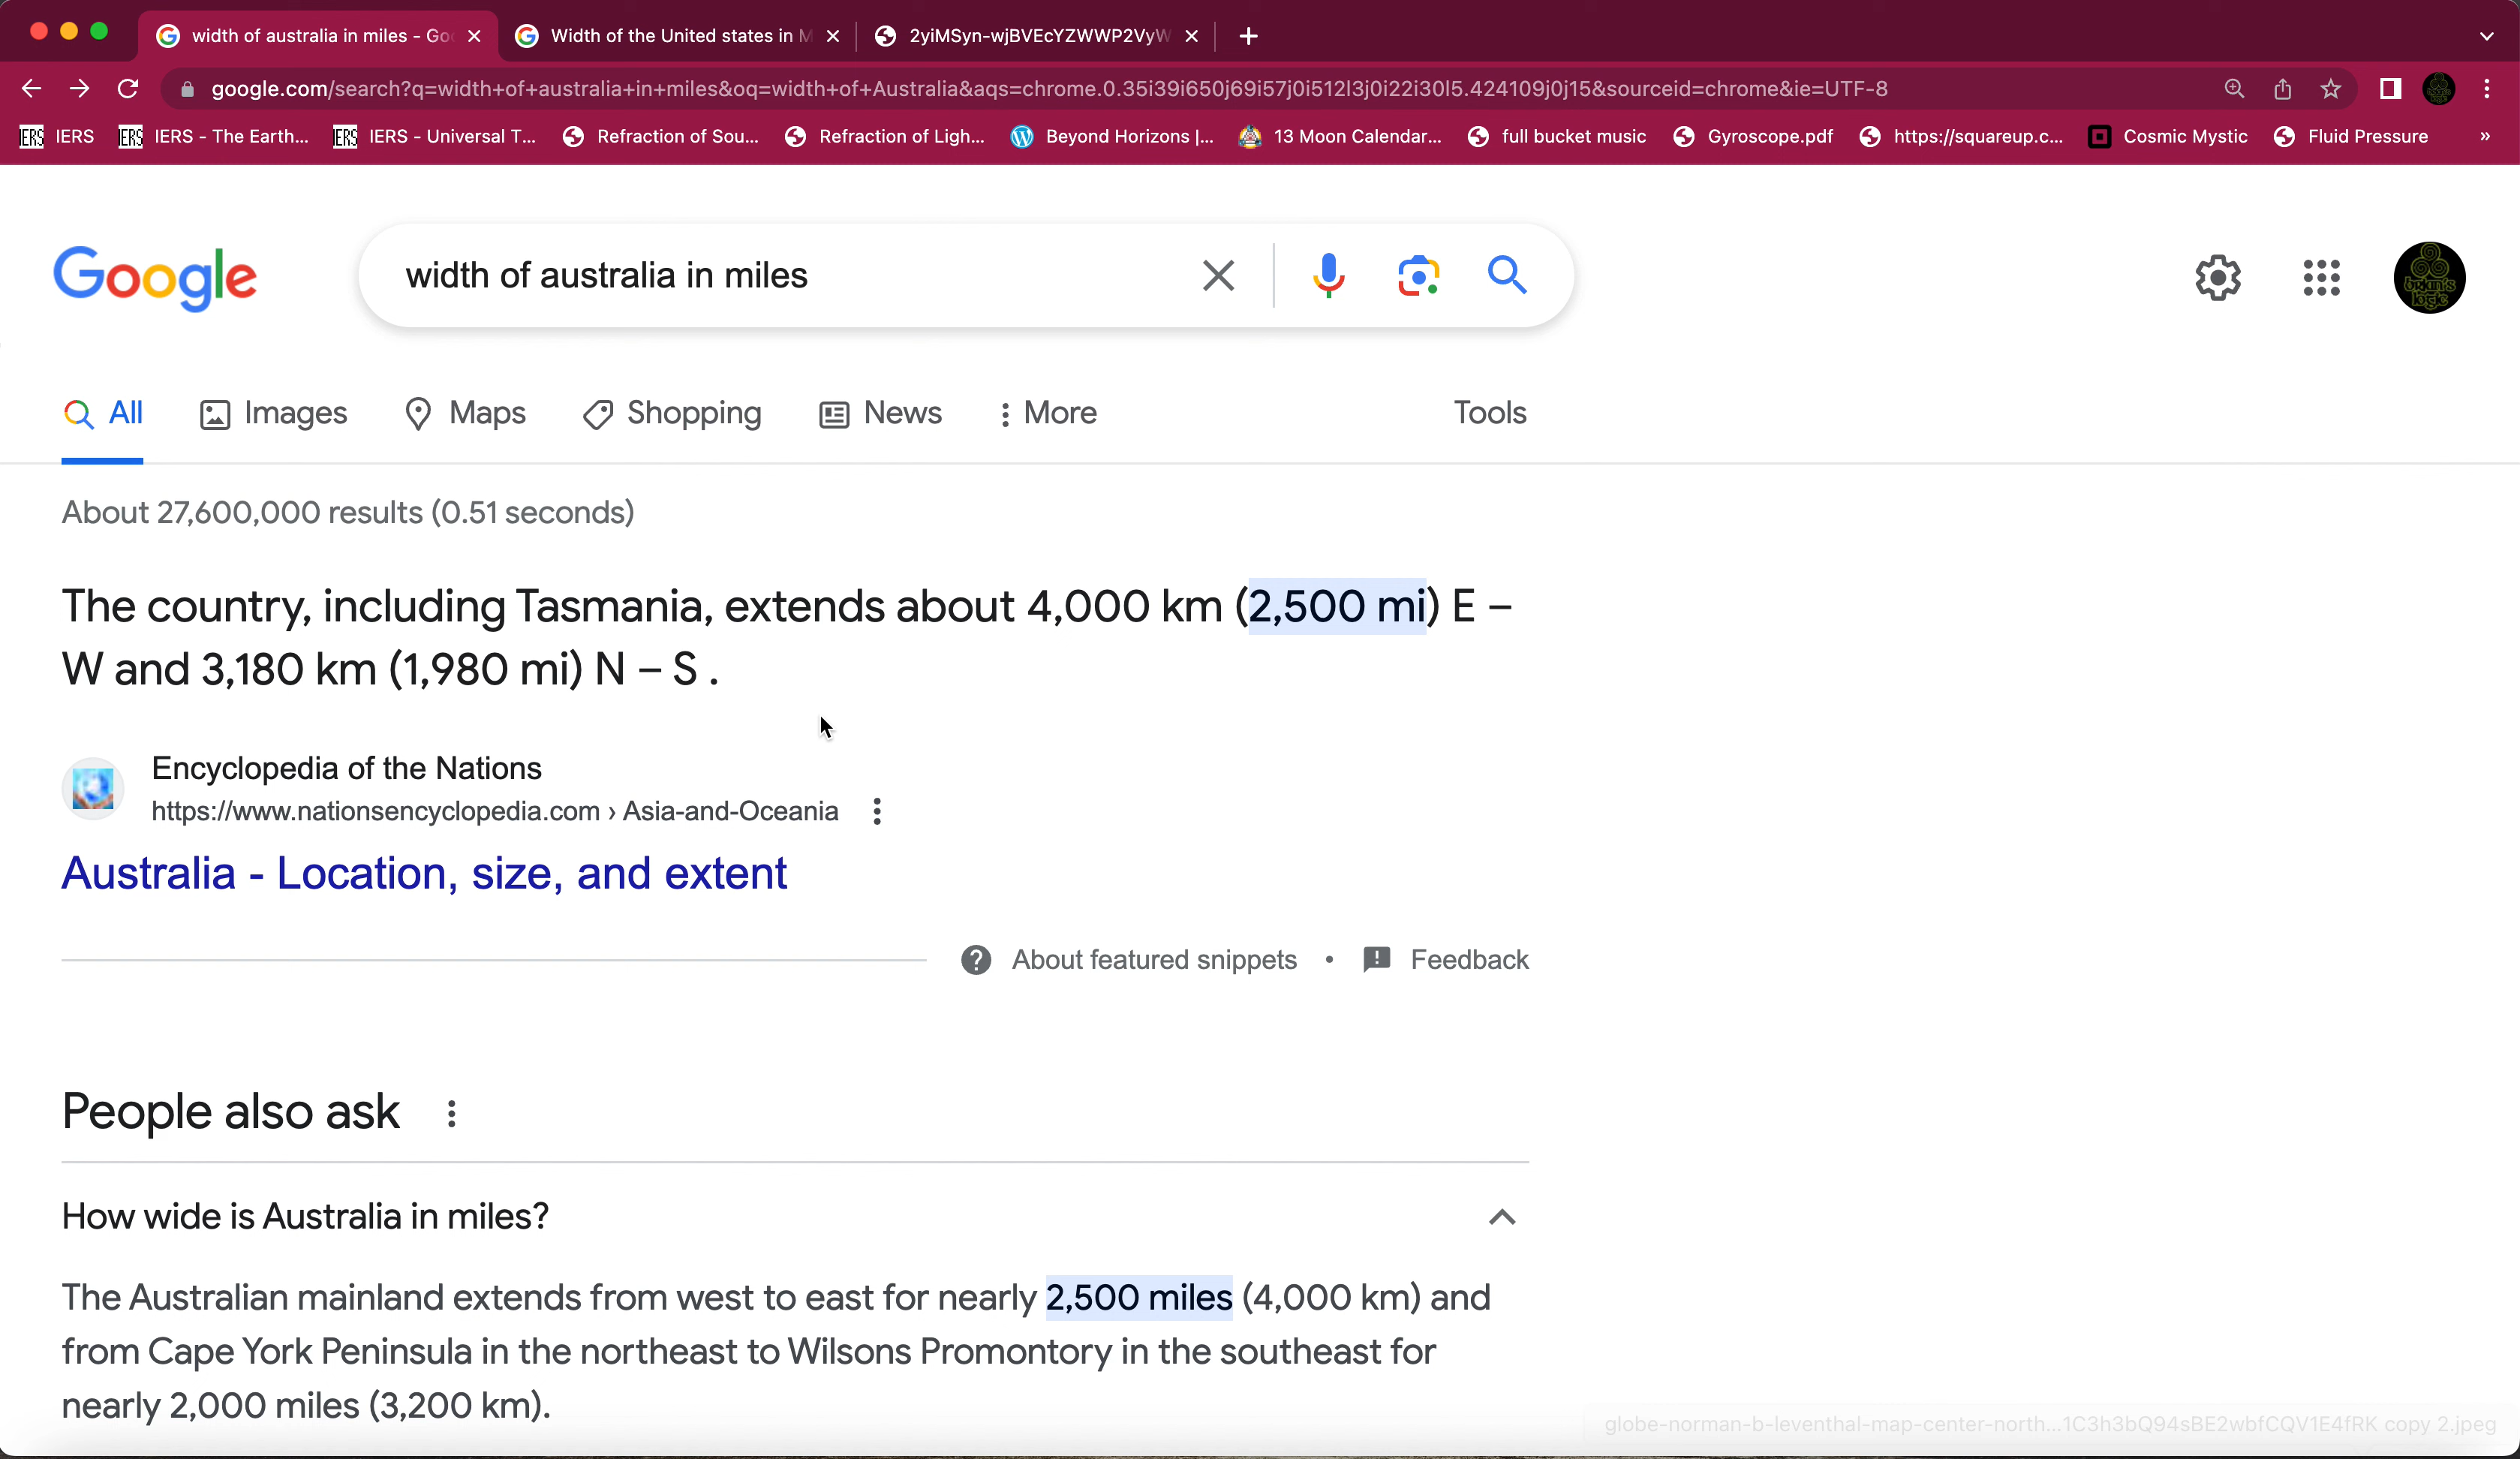 width of australia in miles - Go
Width of the United states in M
2yiMSyn-wjBVEcYZWWP2VyW
google.com/search?q=width+of+australia+in+miles&oq=width+of+Australia&aqs=chrome.0.35i39i650j69i57j0i512l3j0i22i30l5.424109j0j15&sourceid=chrome&ie=UTF-8
IERS IERS
IERS IERS - The Earth...
IERS IERS - Universal T...
Refraction of Sou...
Refraction of Ligh...
Beyond Horizons |...
13 Moon Calendar...
full bucket music
Gyroscope.pdf
https://squareup.c...
Cosmic Mystic
Fluid Pressure
»
Google
width of australia in miles
brian's
logic
All
Images
Maps
Shopping
News
More
Tools
About 27,600,000 results (0.51 seconds)
The country, including Tasmania, extends about 4,000 km (2,500 mi) E –
W and 3,180 km (1,980 mi) N – S .
Encyclopedia of the Nations
https://www.nationsencyclopedia.com › Asia-and-Oceania
Australia - Location, size, and extent
About featured snippets • Feedback
People also ask
How wide is Australia in miles?
The Australian mainland extends from west to east for nearly 2,500 miles (4,000 km) and
from Cape York Peninsula in the northeast to Wilsons Promontory in the southeast for
nearly 2,000 miles (3,200 km).
globe-norman-b-leventhal-map-center-north...1C3h3bQ94sBE2wbfCQV1E4fRK copy 2.jpeg